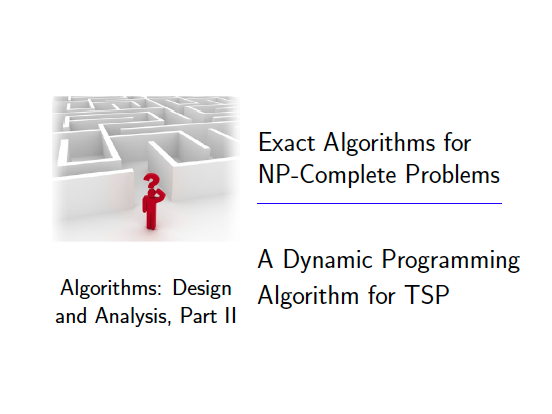 Exact Algorithms for
NP-Complete Problems
A Dynamic Programming
Algorithm for TSP
Algorithms: Design
and Analysis, Part II